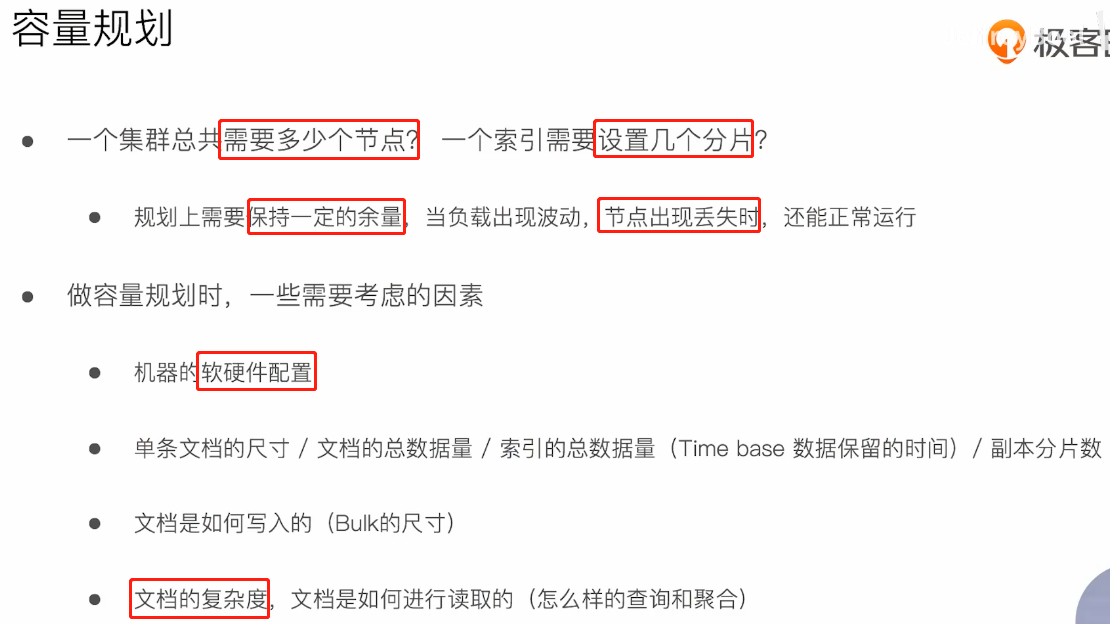 容量规划
极客
一个集群总共需要多少个节点? 一个索引需要设置几个分片?
规划上需要保持一定的余量，当负载出现波动，节点出现丢失时，还能正常运行
做容量规划时，一些需要考虑的因素
机器的软硬件配置
单条文档的尺寸 / 文档的总数据量 / 索引的总数据量（Time base 数据保留的时间）/ 副本分片数
文档是如何写入的（Bulk的尺寸）
文档的复杂度，文档是如何进行读取的（怎么样的查询和聚合）